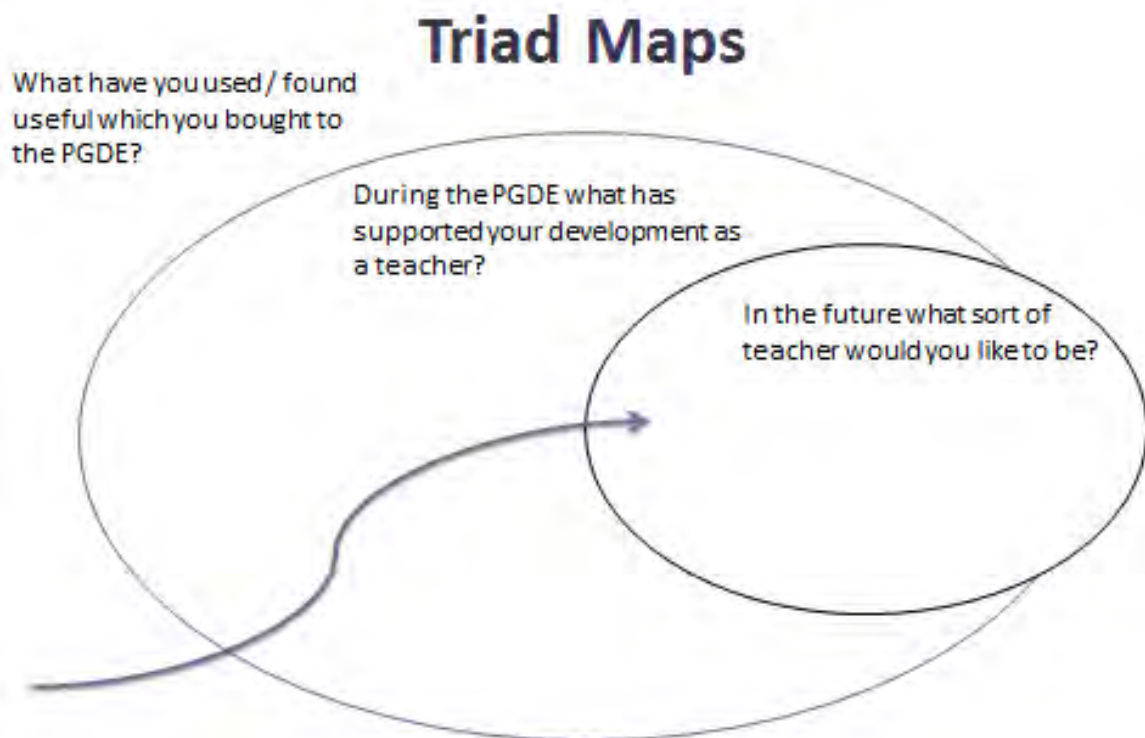 Triad Maps
What have you used / found
useful which you bought to
the PGDE?
During the PGDE what has
supported your development as
a teacher?
In the future what sort of
teacher would you like to be?